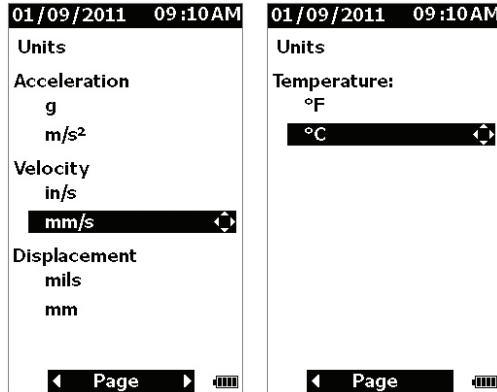 01/09/2011 09:10AM
Units
Acceleration
g
m/s²
Velocity
in/s
mm/s
Displacement
mils
mm
Page
01/09/2011 09:10AM
Units
Temperature:
°F
°C
Page